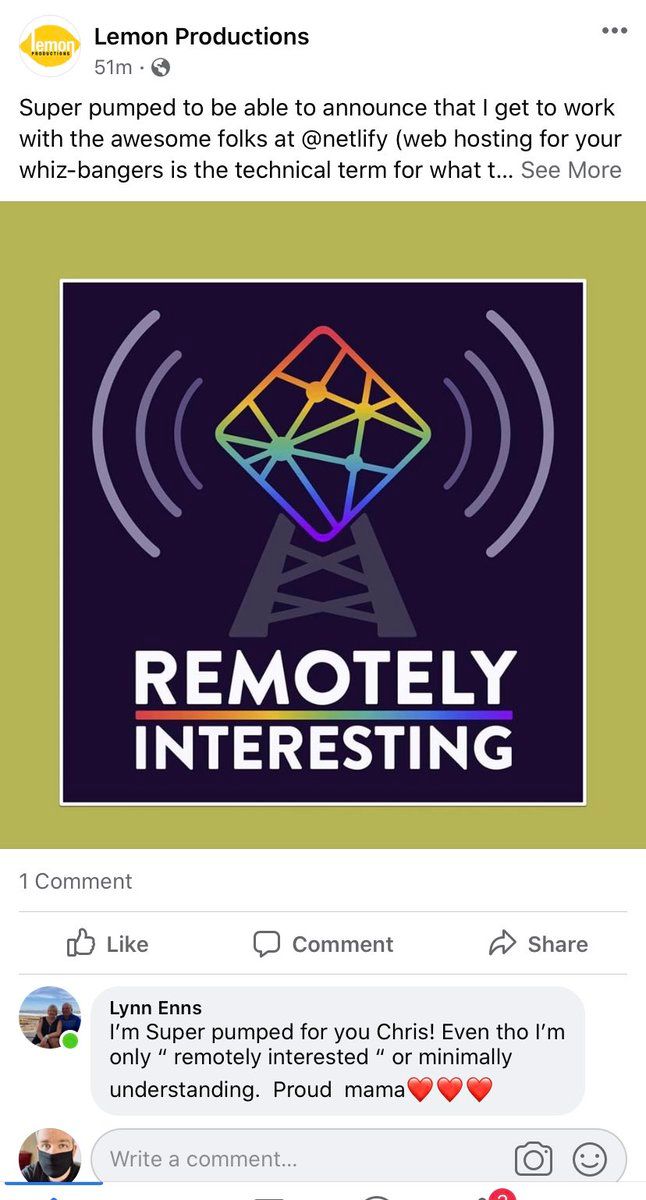 lemon
PRODUCTIONS
Lemon Productions
51m ·
Super pumped to be able to announce that I get to work
with the awesome folks at @netlify (web hosting for your
whiz-bangers is the technical term for what t... See More
REMOTELY
INTERESTING
1 Comment
Like Comment Share
Lynn Enns
I’m Super pumped for you Chris! Even tho I’m
only “ remotely interested “ or minimally
understanding.  Proud  mama❤️❤️❤️
Write a comment...